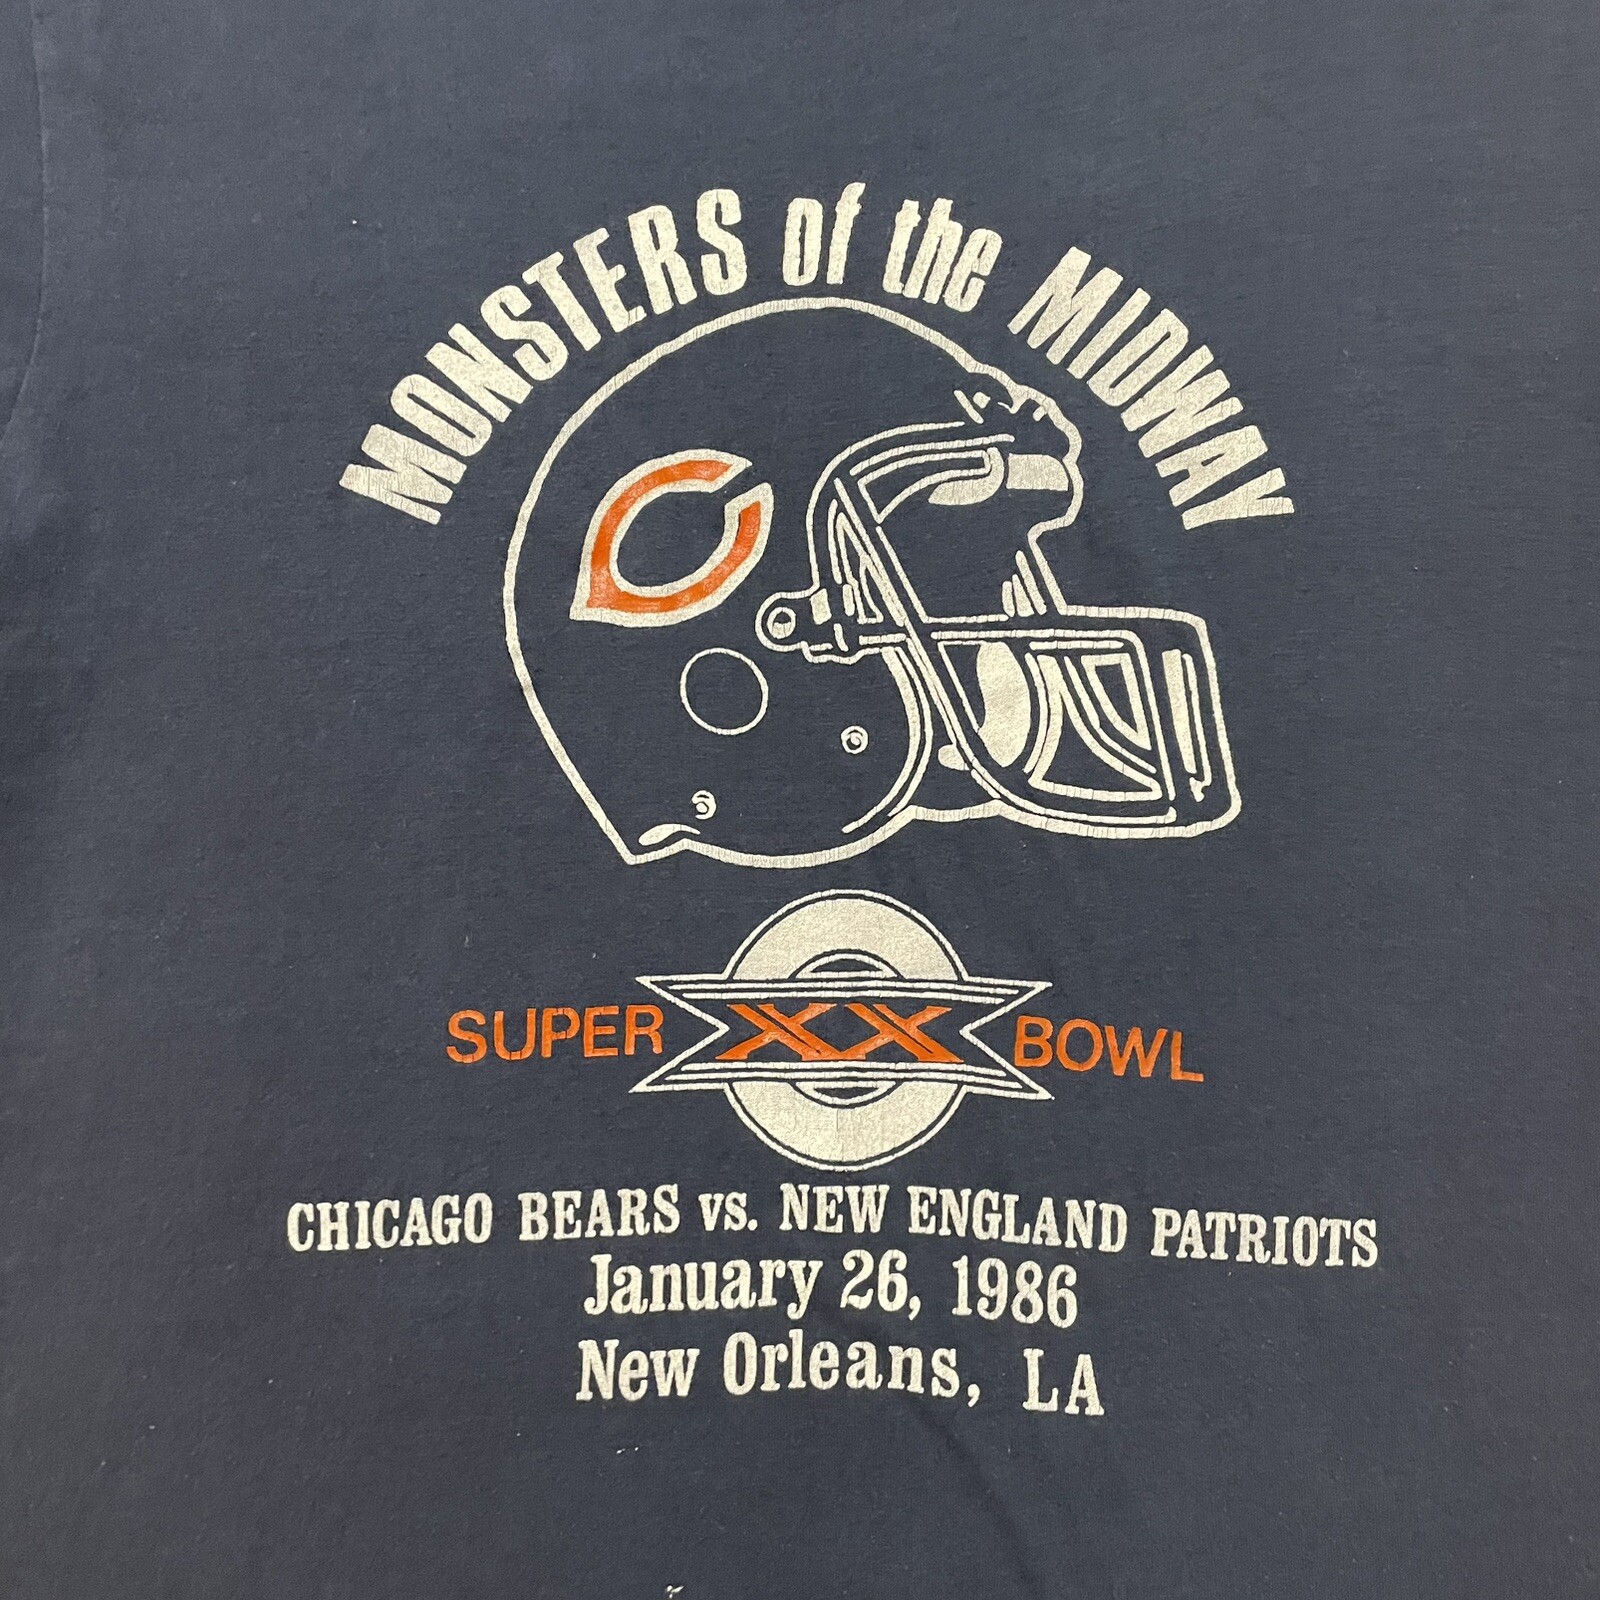 MONSTERS of the MIDWAY
C
SUPER XX BOWL
CHICAGO BEARS vs. NEW ENGLAND PATRIOTS
January 26, 1986
New Orleans, LA